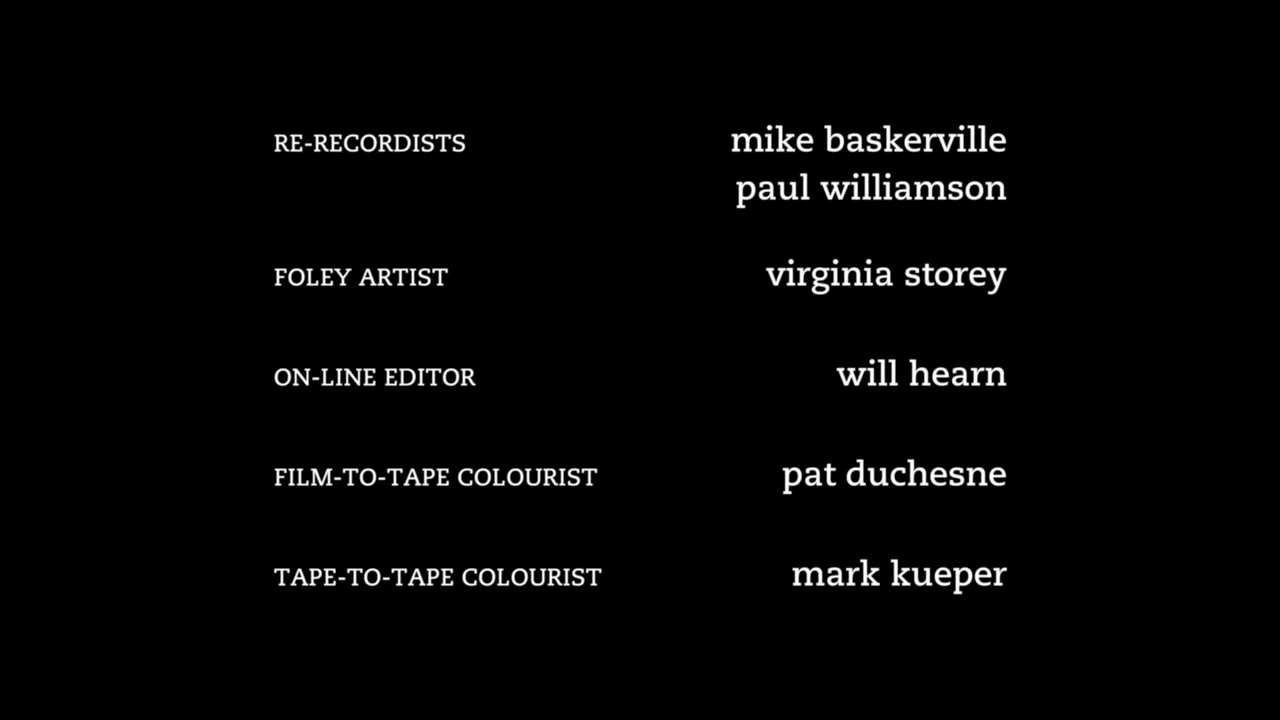 RE-RECORDISTS mike baskerville
paul williamson
FOLEY ARTIST virginia storey
ON-LINE EDITOR will hearn
FILM-TO-TAPE COLOURIST pat duchesne
TAPE-TO-TAPE COLOURIST mark kueper